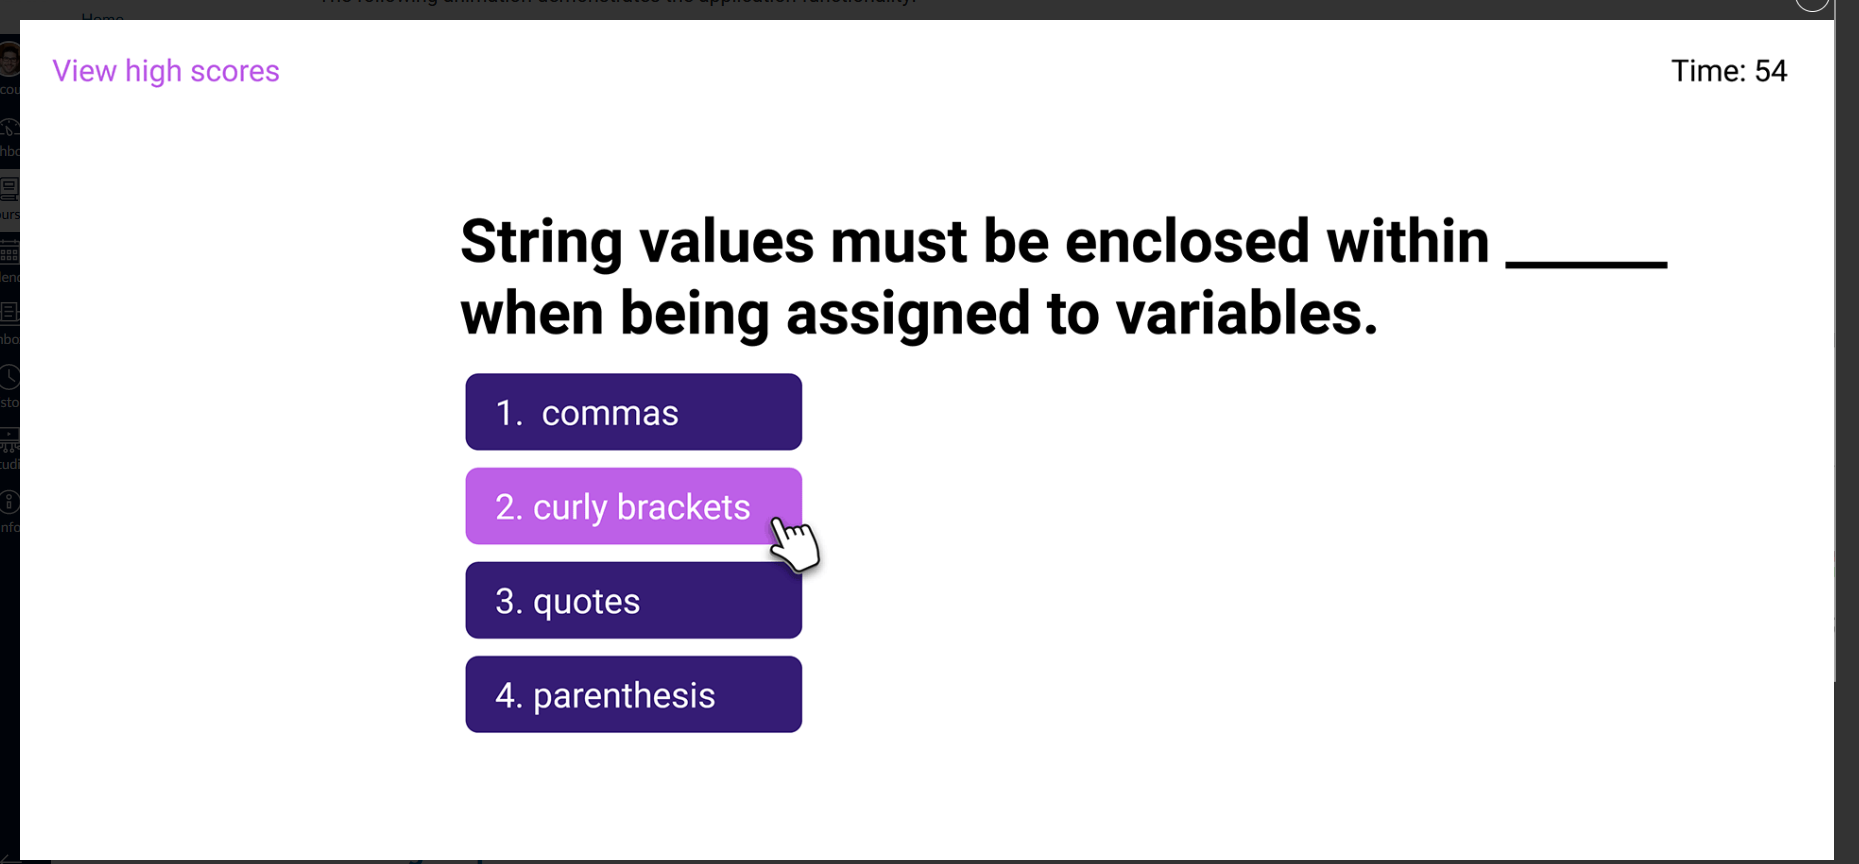 Home
View high scores
Time: 54
String values must be enclosed within ______
when being assigned to variables.
1. commas
2. curly brackets
3. quotes
4. parenthesis